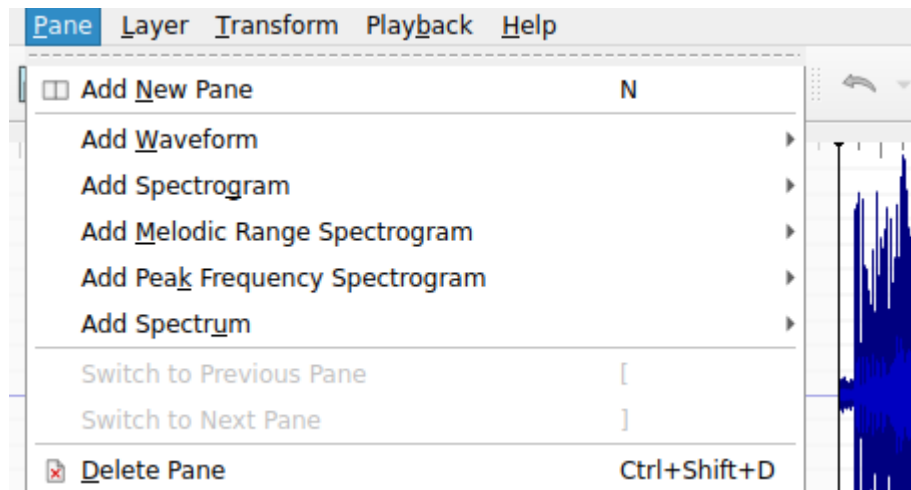 Pane Layer Transform Playback Help
Add New Pane N
Add Waveform
Add Spectrogram
Add Melodic Range Spectrogram
Add Peak Frequency Spectrogram
Add Spectrum
Switch to Previous Pane [
Switch to Next Pane ]
Delete Pane Ctrl+Shift+D